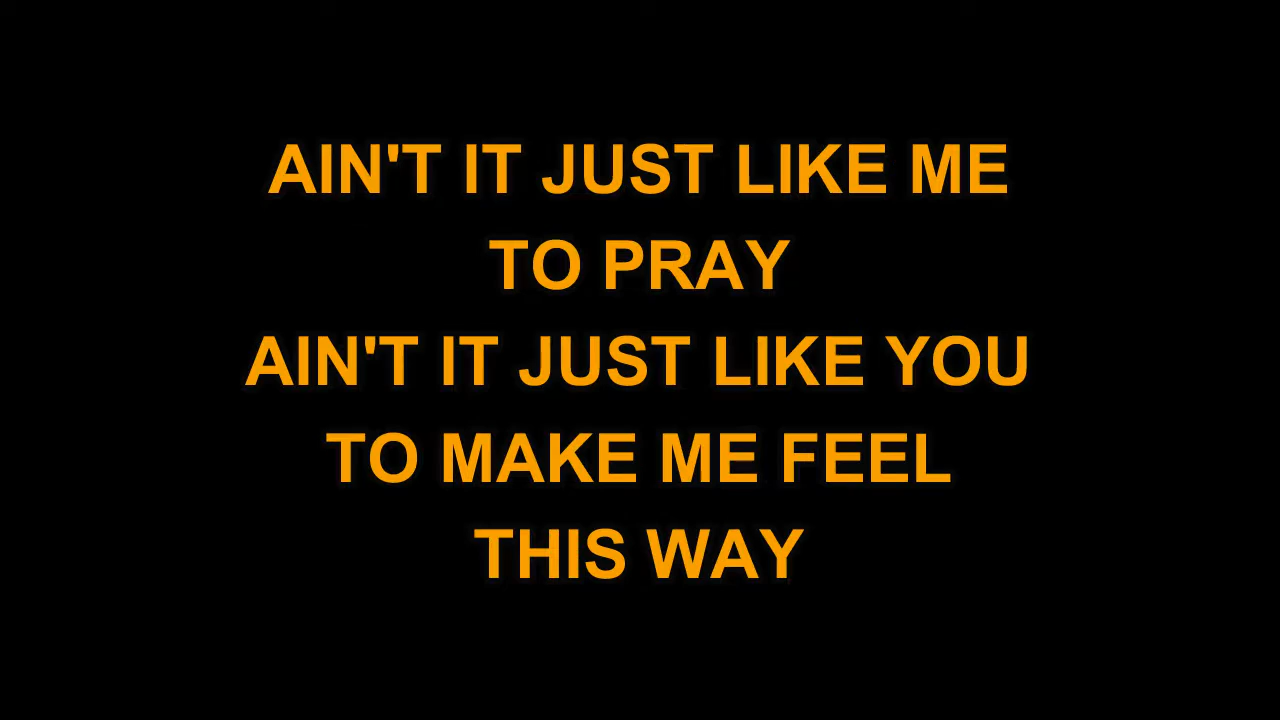 AIN'T IT JUST LIKE ME
TO PRAY
AIN'T IT JUST LIKE YOU
TO MAKE ME FEEL
THIS WAY